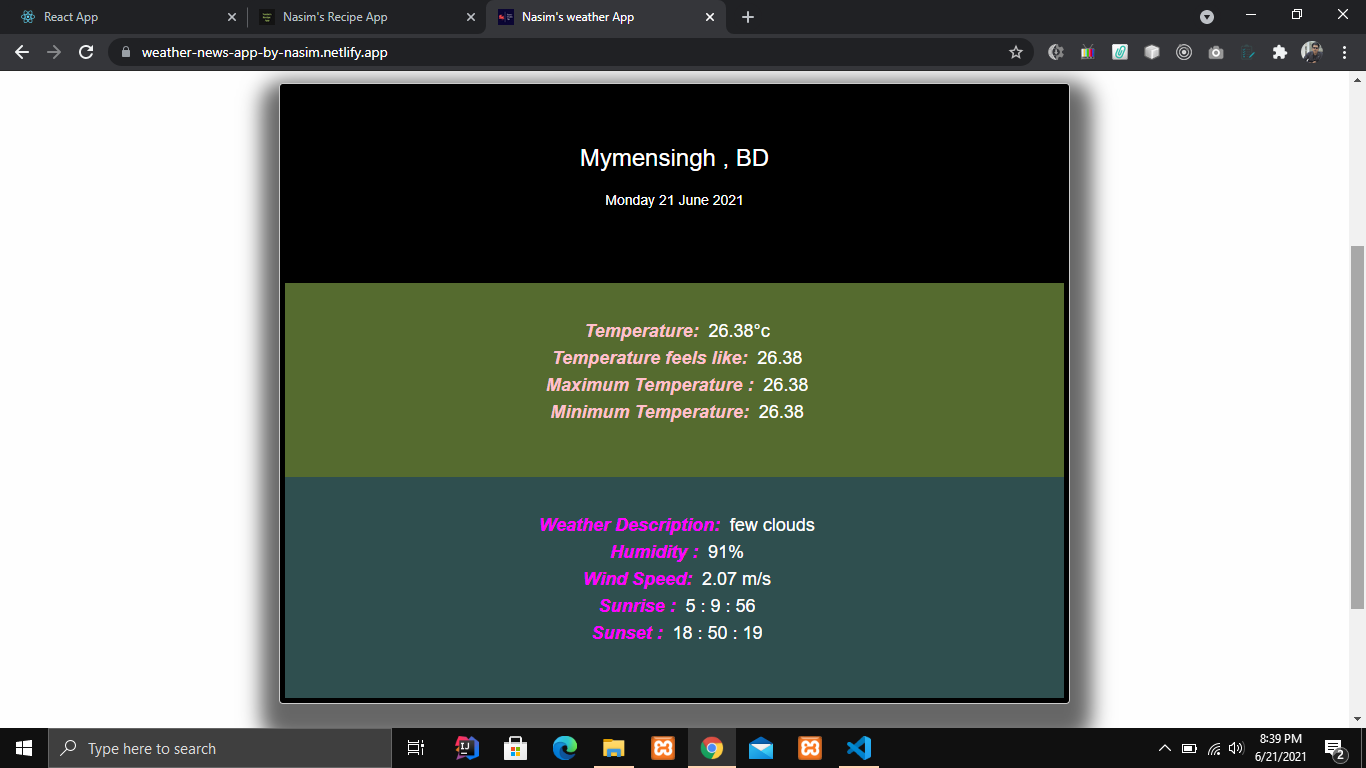 React App
Nasim's Recipe App
Nasim's weather App
weather-news-app-by-nasim.netlify.app
Mymensingh , BD
Monday 21 June 2021
Temperature: 26.38°c
Temperature feels like: 26.38
Maximum Temperature : 26.38
Minimum Temperature: 26.38
Weather Description: few clouds
Humidity : 91%
Wind Speed: 2.07 m/s
Sunrise : 5 : 9 : 56
Sunset : 18 : 50 : 19
Type here to search
8:39 PM
6/21/2021
2